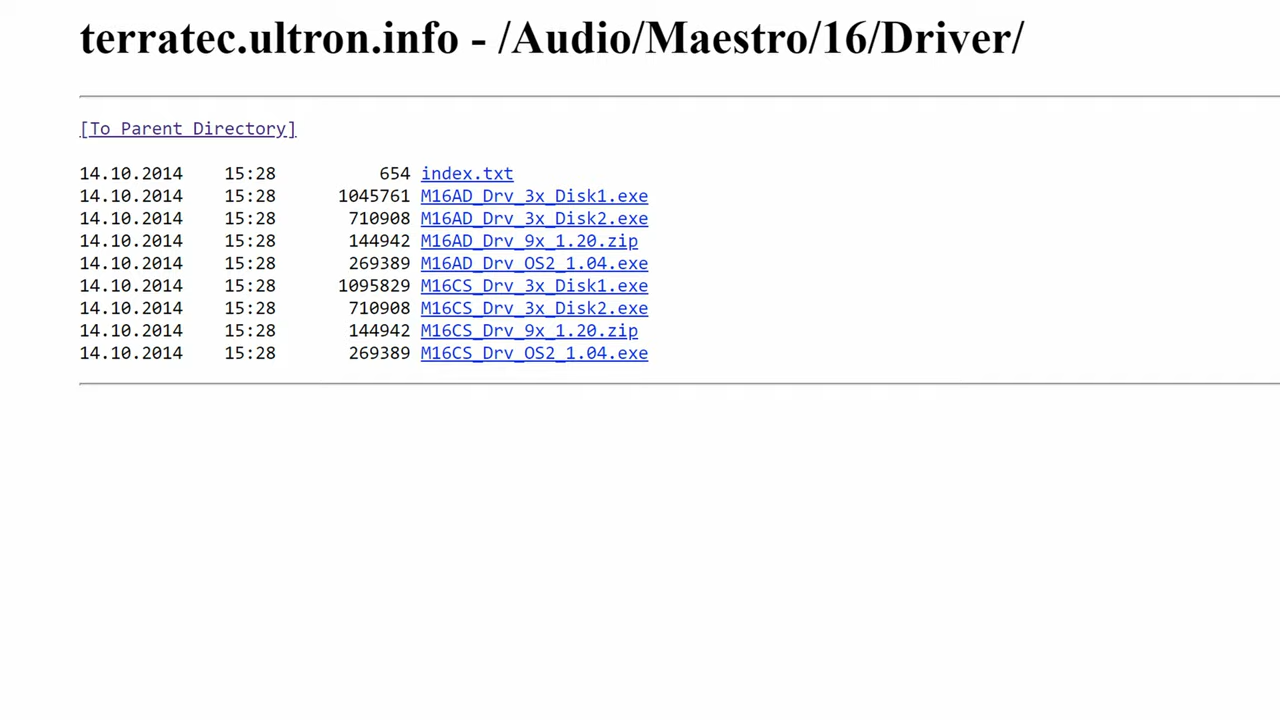 terratec.ultron.info - /Audio/Maestro/16/Driver/
[To Parent Directory]
14.10.2014 15:28 654 index.txt
14.10.2014 15:28 1045761 M16AD_Drv_3x_Disk1.exe
14.10.2014 15:28 710908 M16AD_Drv_3x_Disk2.exe
14.10.2014 15:28 144942 M16AD_Drv_9x_1.20.zip
14.10.2014 15:28 269389 M16AD_Drv_OS2_1.04.exe
14.10.2014 15:28 1095829 M16CS_Drv_3x_Disk1.exe
14.10.2014 15:28 710908 M16CS_Drv_3x_Disk2.exe
14.10.2014 15:28 144942 M16CS_Drv_9x_1.20.zip
14.10.2014 15:28 269389 M16CS_Drv_OS2_1.04.exe